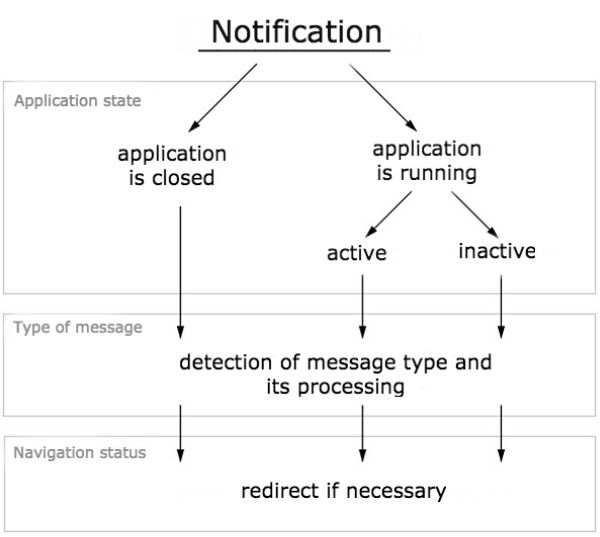 Notification
Application state
application
is closed
application
is running
active
inactive
Type of message
detection of message type and
its processing
Navigation status
redirect if necessary